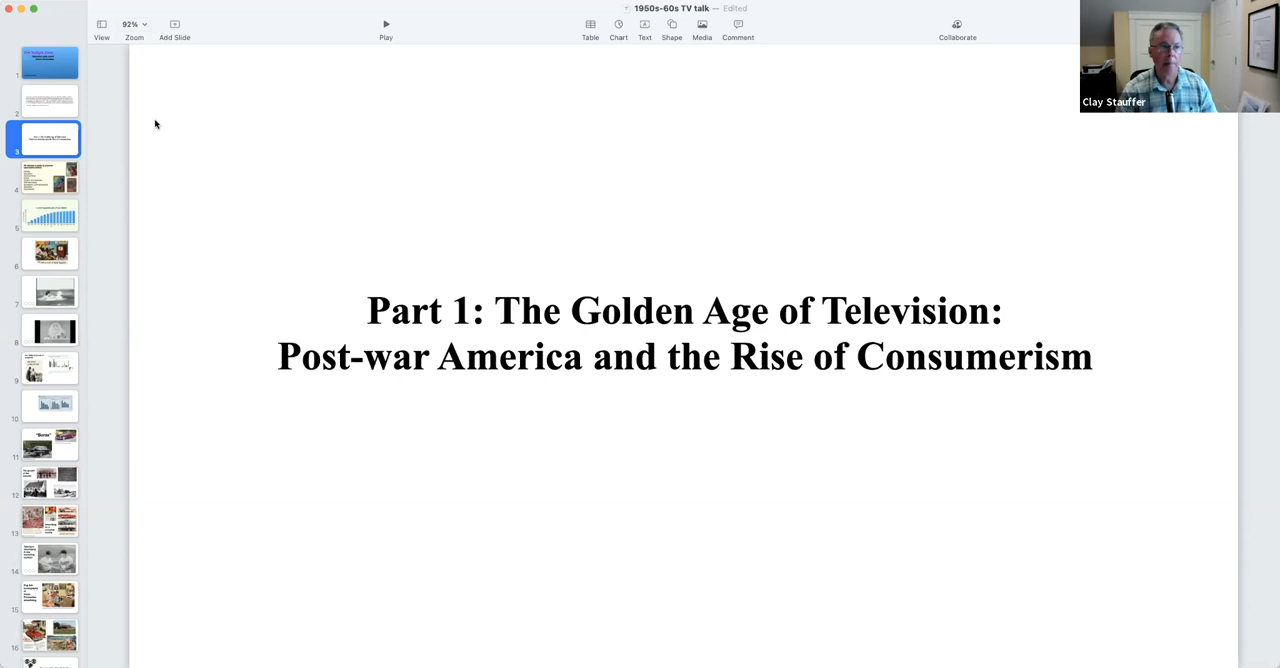 1950s-60s TV talk — Edited
92%
View
Zoom
Add Slide
Play
Table
Chart
Text
Shape
Media
Comment
Collaborate
Clay Stauffer
Part 1: The Golden Age of Television:
Post-war America and the Rise of Consumerism
1
2
3
4
5
6
7
8
9
10
11
"Borax"
12
13
14
15
16